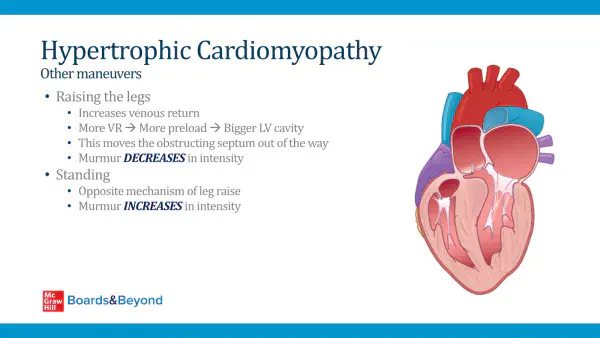 Hypertrophic Cardiomyopathy
Other maneuvers
• Raising the legs
• Increases venous return
• More VR → More preload → Bigger LV cavity
• This moves the obstructing septum out of the way
• Murmur DECREASES in intensity
• Standing
• Opposite mechanism of leg raise
• Murmur INCREASES in intensity
Mc
Graw
Hill
Boards&Beyond